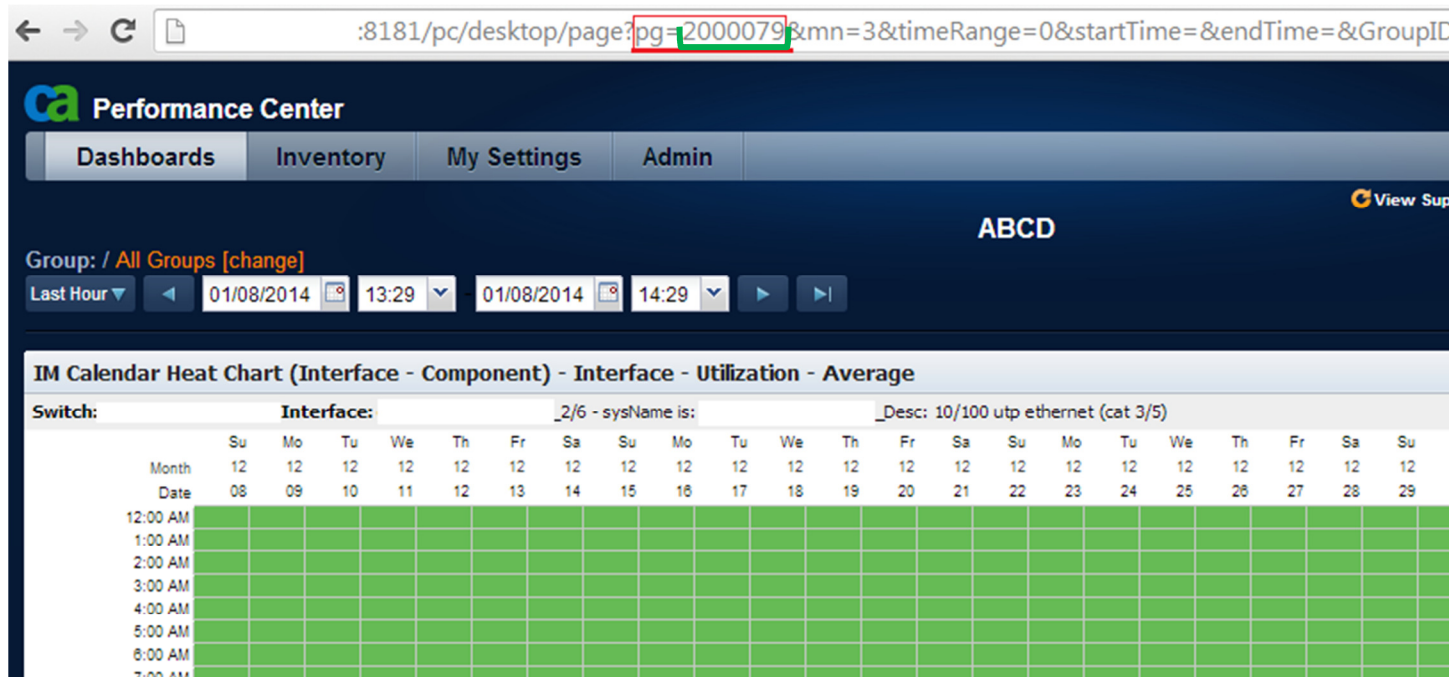 :8181/pc/desktop/page?pg=2000079&mn=3&timeRange=0&startTime=&endTime=&GroupID
ca Performance Center
Dashboards Inventory My Settings Admin
View Sup
ABCD
Group: / All Groups [change]
Last Hour 01/08/2014 13:29 - 01/08/2014 14:29
IM Calendar Heat Chart (Interface - Component) - Interface - Utilization - Average
Switch: Interface: _2/6 - sysName is: _Desc: 10/100 utp ethernet (cat 3/5)
Su Mo Tu We Th Fr Sa Su Mo Tu We Th Fr Sa Su Mo Tu We Th Fr Sa Su
Month 12 12 12 12 12 12 12 12 12 12 12 12 12 12 12 12 12 12 12 12 12 12
Date 08 09 10 11 12 13 14 15 16 17 18 19 20 21 22 23 24 25 26 27 28 29
12:00 AM
1:00 AM
2:00 AM
3:00 AM
4:00 AM
5:00 AM
6:00 AM
7:00 AM